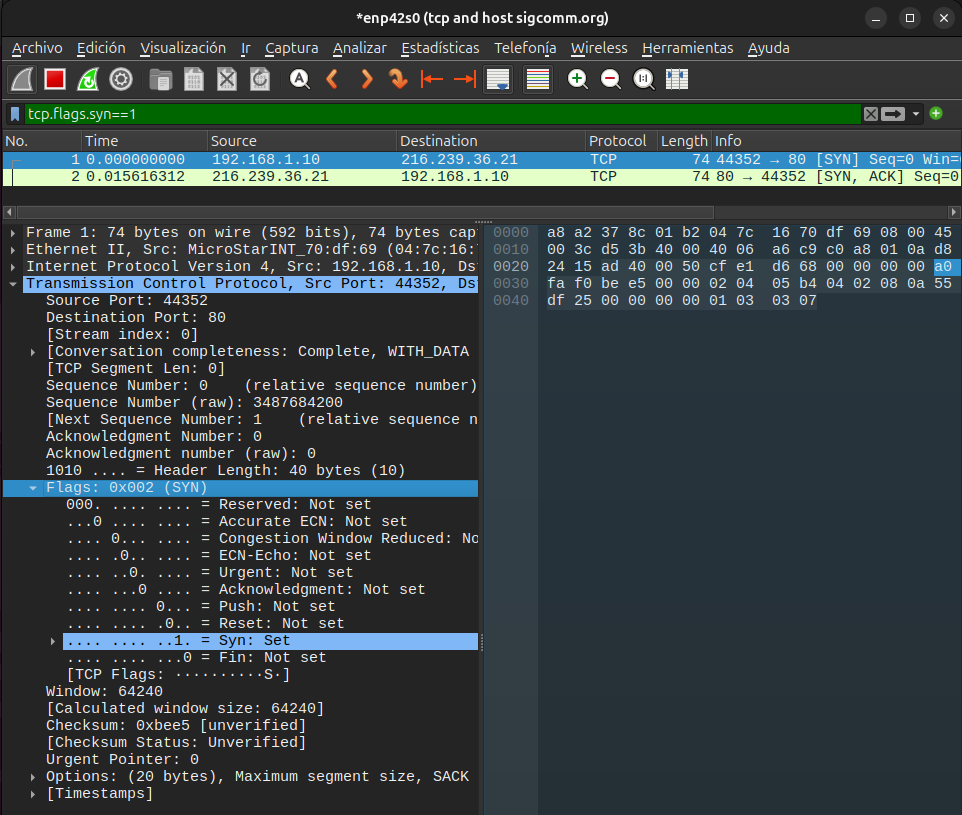 *enp42s0 (tcp and host sigcomm.org)
Archivo Edición Visualización Ir Captura Analizar Estadísticas Telefonía Wireless Herramientas Ayuda
tcp.flags.syn==1
No. Time Source Destination Protocol Length Info
1 0.000000000 192.168.1.10 216.239.36.21 TCP 74 44352 → 80 [SYN] Seq=0 Win=
2 0.015616312 216.239.36.21 192.168.1.10 TCP 74 80 → 44352 [SYN, ACK] Seq=0
Frame 1: 74 bytes on wire (592 bits), 74 bytes cap
Ethernet II, Src: MicroStarINT_70:df:69 (04:7c:16:
Internet Protocol Version 4, Src: 192.168.1.10, Ds
Transmission Control Protocol, Src Port: 44352, Ds
Source Port: 44352
Destination Port: 80
[Stream index: 0]
[Conversation completeness: Complete, WITH_DATA
[TCP Segment Len: 0]
Sequence Number: 0 (relative sequence number)
Sequence Number (raw): 3487684200
[Next Sequence Number: 1 (relative sequence n
Acknowledgment Number: 0
Acknowledgment number (raw): 0
1010 .... = Header Length: 40 bytes (10)
Flags: 0x002 (SYN)
000. .... .... = Reserved: Not set
...0 .... .... = Accurate ECN: Not set
.... 0... .... = Congestion Window Reduced: No
.... .0.. .... = ECN-Echo: Not set
.... ..0. .... = Urgent: Not set
.... ...0 .... = Acknowledgment: Not set
.... .... 0... = Push: Not set
.... .... .0.. = Reset: Not set
.... .... ..1. = Syn: Set
.... .... ...0 = Fin: Not set
[TCP Flags: ··········S·]
Window: 64240
[Calculated window size: 64240]
Checksum: 0xbee5 [unverified]
[Checksum Status: Unverified]
Urgent Pointer: 0
Options: (20 bytes), Maximum segment size, SACK
[Timestamps]
0000 a8 a2 37 8c 01 b2 04 7c 16 70 df 69 08 00 45
0010 00 3c d5 3b 40 00 40 06 a6 c9 c0 a8 01 0a d8
0020 24 15 ad 40 00 50 cf e1 d6 68 00 00 00 00 a0
0030 fa f0 be e5 00 00 02 04 05 b4 04 02 08 0a 55
0040 df 25 00 00 00 00 01 03 03 07